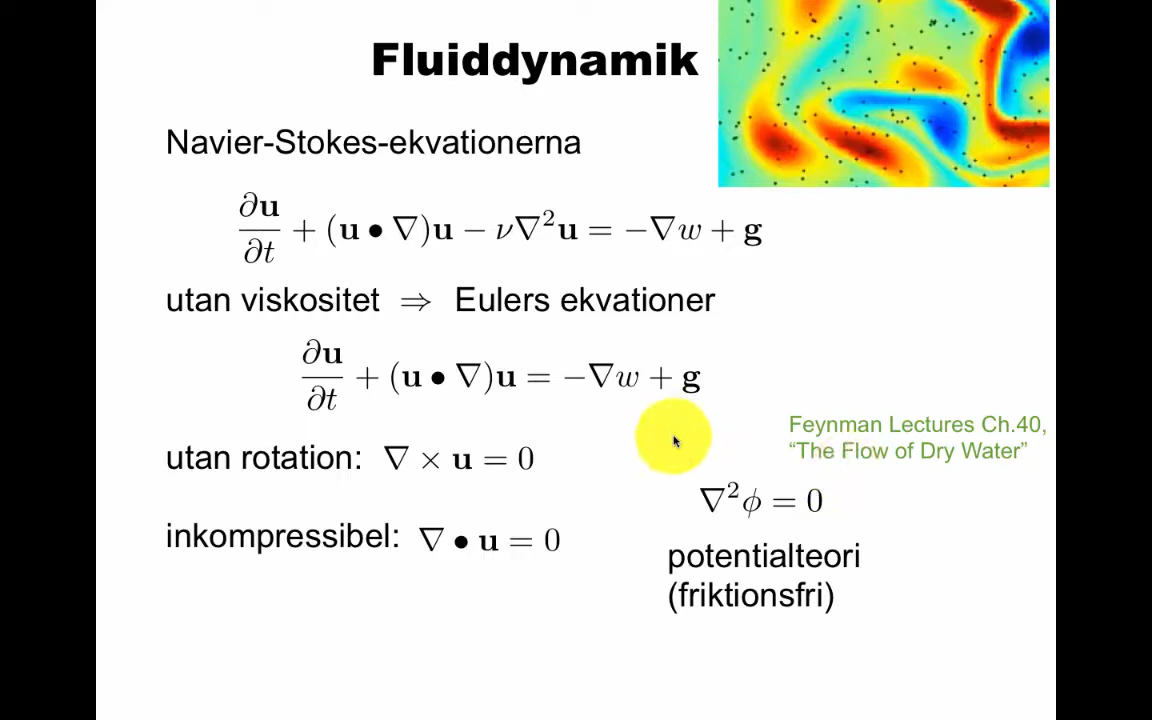 Fluiddynamik
Navier-Stokes-ekvationerna
∂u/∂t + (u • ∇)u − ν∇²u = −∇w + g
utan viskositet ⇒ Eulers ekvationer
∂u/∂t + (u • ∇)u = −∇w + g
Feynman Lectures Ch.40,
“The Flow of Dry Water”
utan rotation: ∇ × u = 0
∇²ϕ = 0
inkompressibel: ∇ • u = 0
potentialteori
(friktionsfri)